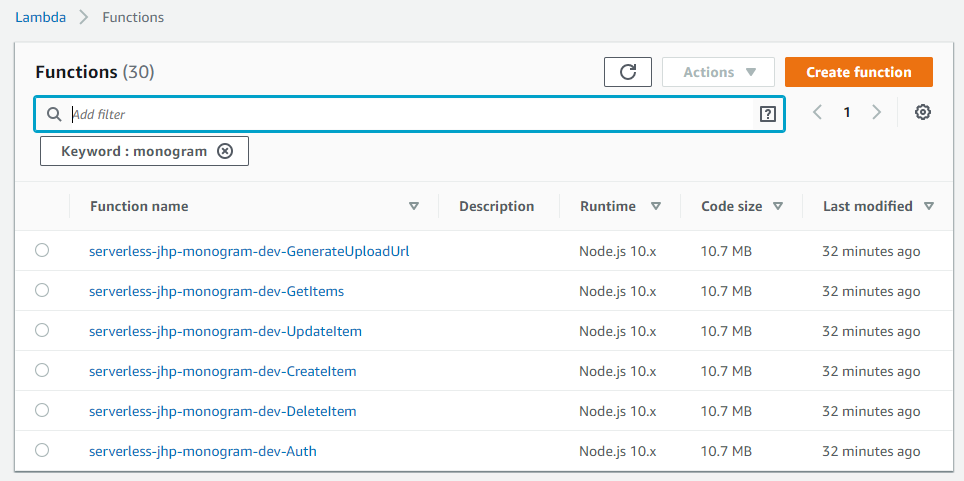 Lambda Functions
Functions (30) Actions Create function
Add filter ? 1
Keyword : monogram
Function name Description Runtime Code size Last modified
serverless-jhp-monogram-dev-GenerateUploadUrl Node.js 10.x 10.7 MB 32 minutes ago
serverless-jhp-monogram-dev-GetItems Node.js 10.x 10.7 MB 32 minutes ago
serverless-jhp-monogram-dev-UpdateItem Node.js 10.x 10.7 MB 32 minutes ago
serverless-jhp-monogram-dev-CreateItem Node.js 10.x 10.7 MB 32 minutes ago
serverless-jhp-monogram-dev-DeleteItem Node.js 10.x 10.7 MB 32 minutes ago
serverless-jhp-monogram-dev-Auth Node.js 10.x 10.7 MB 32 minutes ago